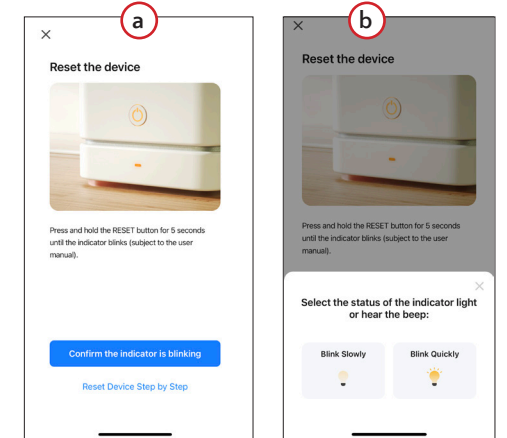 a
Reset the device
Press and hold the RESET button for 5 seconds
until the indicator blinks (subject to the user
manual).
Confirm the indicator is blinking
Reset Device Step by Step
b
Reset the device
Press and hold the RESET button for 5 seconds
until the indicator blinks (subject to the user
manual).
Select the status of the indicator light
or hear the beep:
Blink Slowly
Blink Quickly